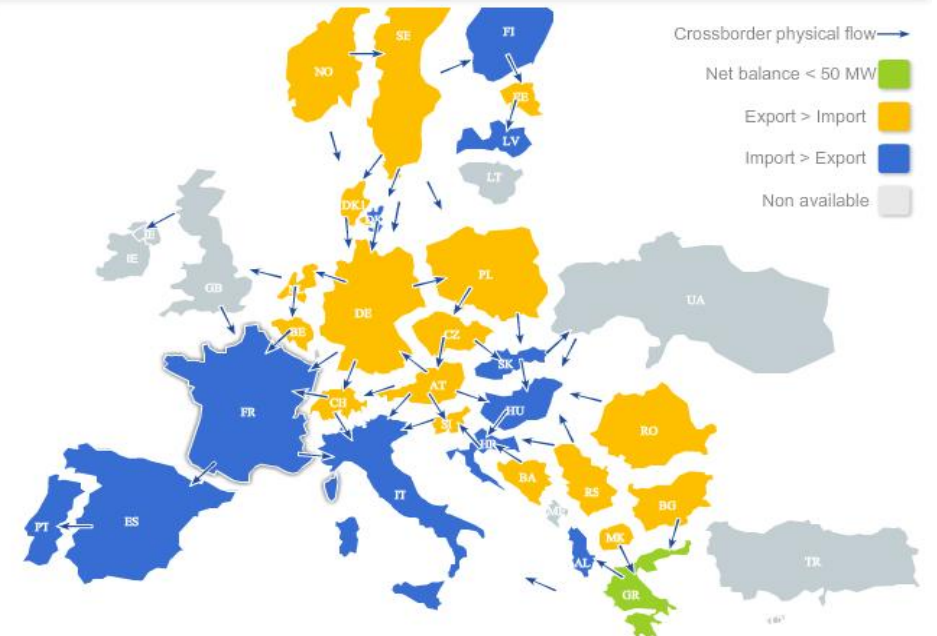 Crossborder physical flow
Net balance < 50 MW
Export > Import
Import > Export
Non available
SE
FI
NO
EE
LV
LT
DK1
IE
IE
GB
PL
UA
DE
BE
CZ
SK
AT
CH
HU
FR
SI
HR
RO
BA
RS
BG
IT
PT
ES
MK
AL
TR
GR